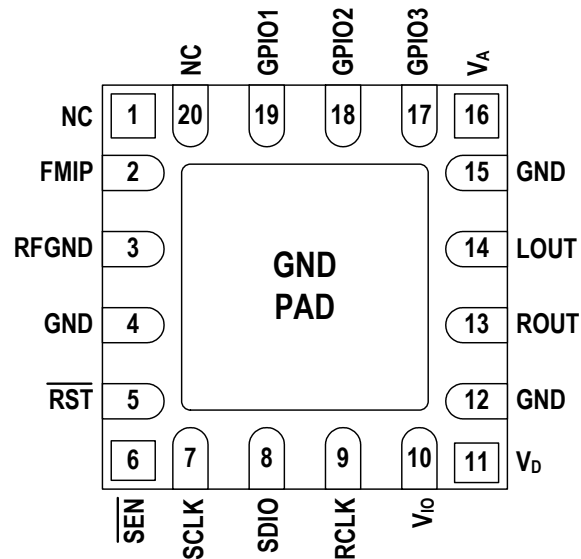 NC
GPIO1
GPIO2
GPIO3
VA
NC 1 20 19 18 17 16
FMIP 2 15 GND
RFGND 3 14 LOUT
GND
PAD
GND 4 13 ROUT
RST 5 12 GND
6 7 8 9 10 11 VD
SEN
SCLK
SDIO
RCLK
VIO